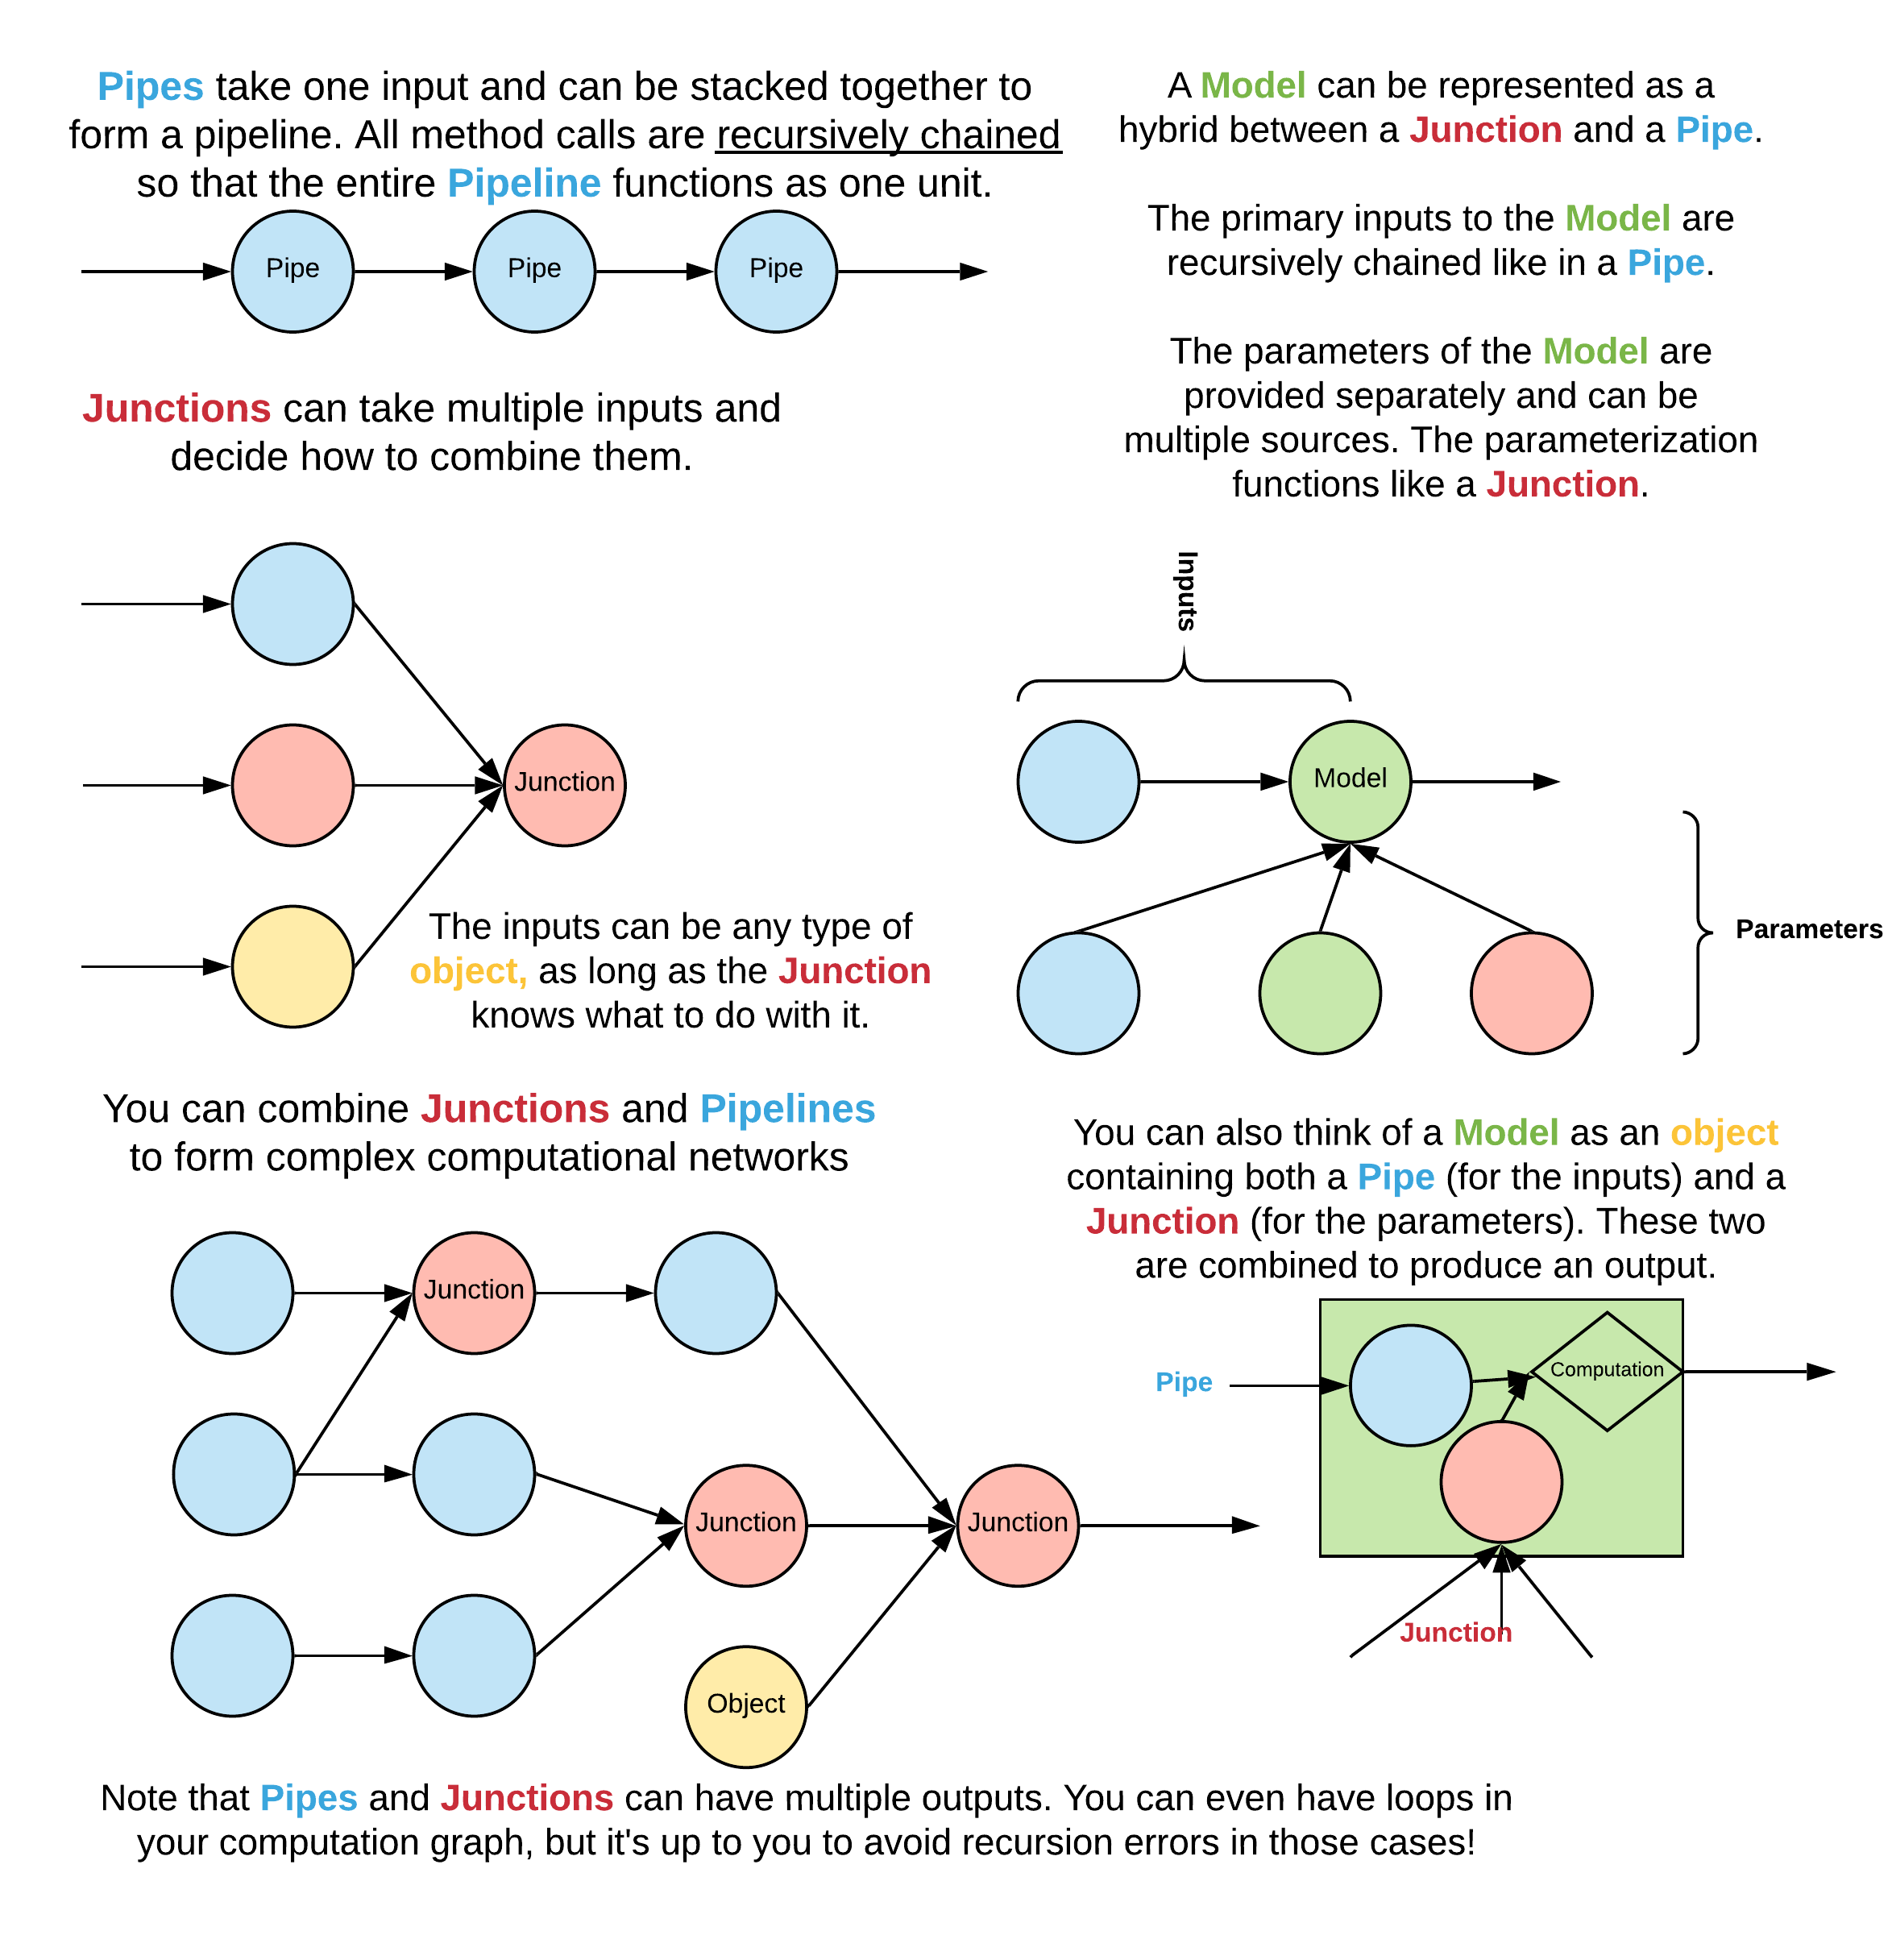 Pipes take one input and can be stacked together to
form a pipeline. All method calls are recursively chained
so that the entire Pipeline functions as one unit.
Pipe
Pipe
Pipe
Junctions can take multiple inputs and
decide how to combine them.
Junction
The inputs can be any type of
object, as long as the Junction
knows what to do with it.
You can combine Junctions and Pipelines
to form complex computational networks
Junction
Junction
Junction
Object
A Model can be represented as a
hybrid between a Junction and a Pipe.
The primary inputs to the Model are
recursively chained like in a Pipe.
The parameters of the Model are
provided separately and can be
multiple sources. The parameterization
functions like a Junction.
Inputs
Model
Parameters
You can also think of a Model as an object
containing both a Pipe (for the inputs) and a
Junction (for the parameters). These two
are combined to produce an output.
Pipe
Computation
Junction
Note that Pipes and Junctions can have multiple outputs. You can even have loops in
your computation graph, but it's up to you to avoid recursion errors in those cases!